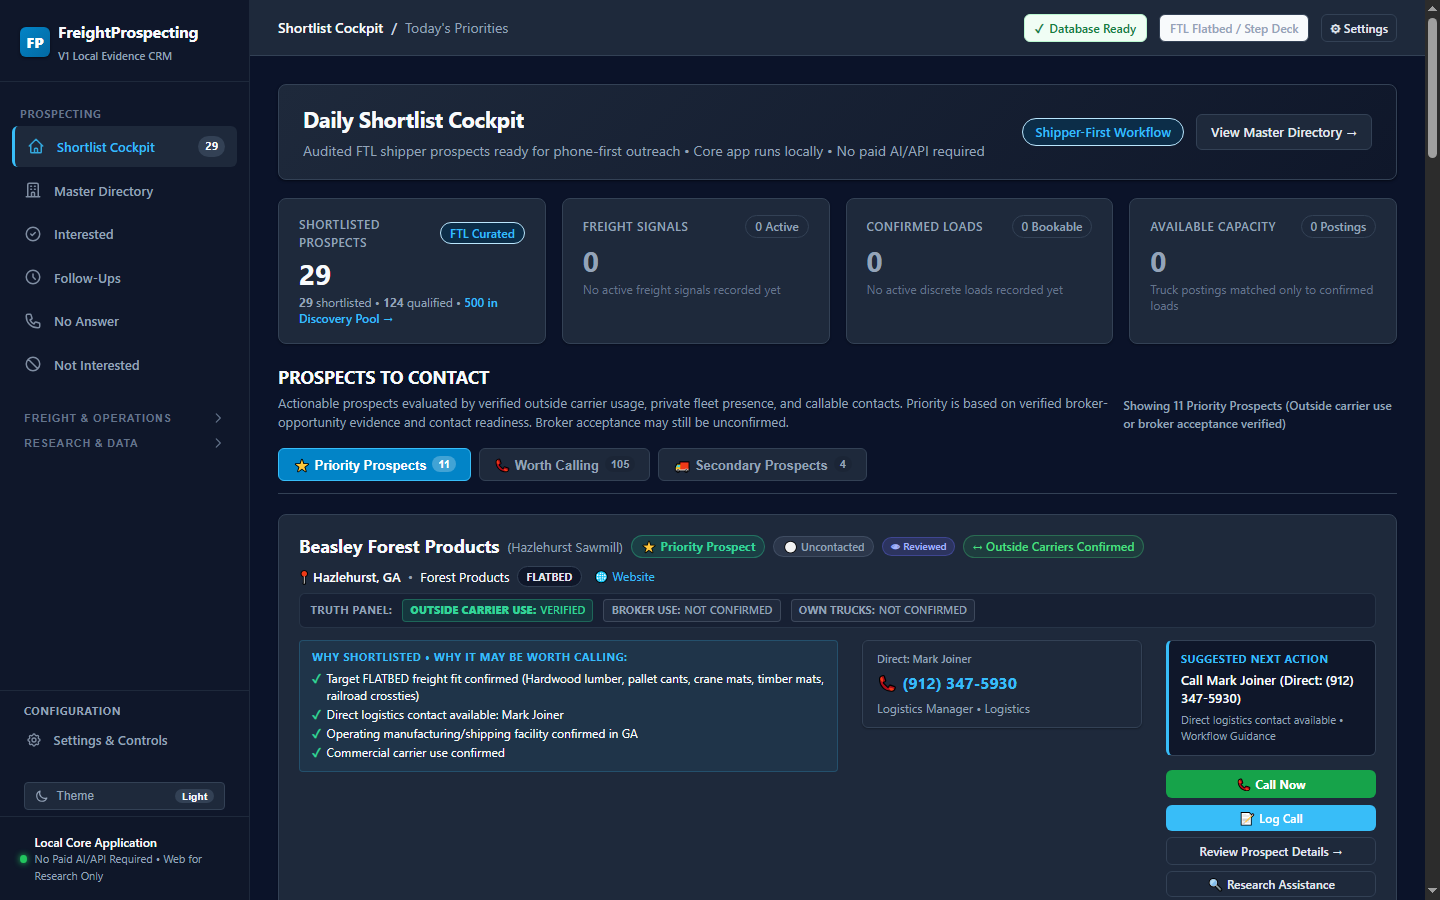 FP
FreightProspecting
V1 Local Evidence CRM
PROSPECTING
Shortlist Cockpit 29
Master Directory
Interested
Follow-Ups
No Answer
Not Interested
FREIGHT & OPERATIONS
RESEARCH & DATA
CONFIGURATION
Settings & Controls
Theme Light
Local Core Application
No Paid AI/API Required • Web for
Research Only
Shortlist Cockpit / Today's Priorities
✓ Database Ready
FTL Flatbed / Step Deck
⚙ Settings
Daily Shortlist Cockpit
Audited FTL shipper prospects ready for phone-first outreach • Core app runs locally • No paid AI/API required
Shipper-First Workflow
View Master Directory →
SHORTLISTED
PROSPECTS
FTL Curated
29
29 shortlisted • 124 qualified • 500 in
Discovery Pool →
FREIGHT SIGNALS
0 Active
0
No active freight signals recorded yet
CONFIRMED LOADS
0 Bookable
0
No active discrete loads recorded yet
AVAILABLE CAPACITY
0 Postings
0
Truck postings matched only to confirmed
loads
PROSPECTS TO CONTACT
Actionable prospects evaluated by verified outside carrier usage, private fleet presence, and callable contacts. Priority is based on verified broker-
opportunity evidence and contact readiness. Broker acceptance may still be unconfirmed.
Showing 11 Priority Prospects (Outside carrier use
or broker acceptance verified)
⭐ Priority Prospects 11
📞 Worth Calling 105
🚚 Secondary Prospects 4
Beasley Forest Products (Hazlehurst Sawmill)
⭐ Priority Prospect
⚪ Uncontacted
👁 Reviewed
↔ Outside Carriers Confirmed
📍 Hazlehurst, GA • Forest Products FLATBED 🌐 Website
TRUTH PANEL: OUTSIDE CARRIER USE: VERIFIED BROKER USE: NOT CONFIRMED OWN TRUCKS: NOT CONFIRMED
WHY SHORTLISTED • WHY IT MAY BE WORTH CALLING:
✓ Target FLATBED freight fit confirmed (Hardwood lumber, pallet cants, crane mats, timber mats,
railroad crossties)
✓ Direct logistics contact available: Mark Joiner
✓ Operating manufacturing/shipping facility confirmed in GA
✓ Commercial carrier use confirmed
Direct: Mark Joiner
📞 (912) 347-5930
Logistics Manager • Logistics
SUGGESTED NEXT ACTION
Call Mark Joiner (Direct: (912)
347-5930)
Direct logistics contact available •
Workflow Guidance
📞 Call Now
📝 Log Call
Review Prospect Details →
🔍 Research Assistance